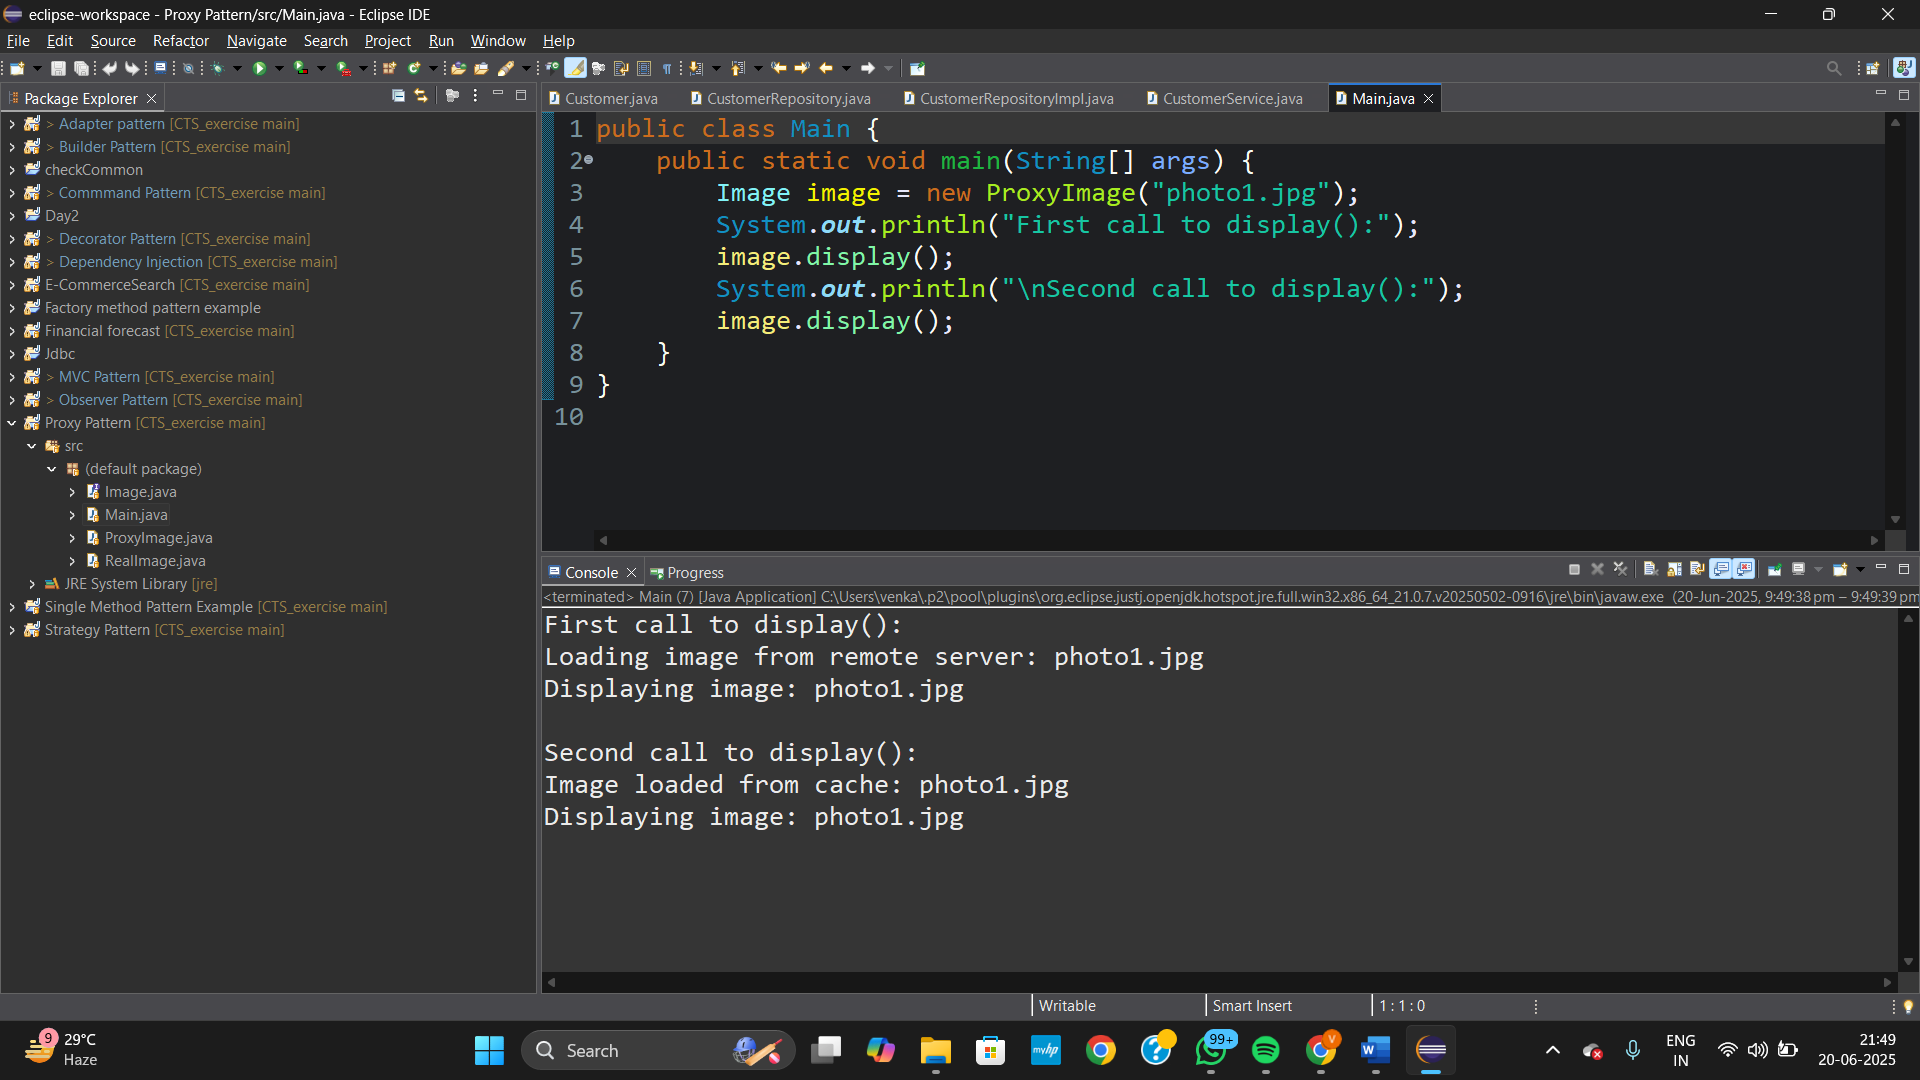 eclipse-workspace - Proxy Pattern/src/Main.java - Eclipse IDE
File Edit Source Refactor Navigate Search Project Run Window Help
Package Explorer
> Adapter pattern [CTS_exercise main]
> Builder Pattern [CTS_exercise main]
checkCommon
> Commmand Pattern [CTS_exercise main]
Day2
> Decorator Pattern [CTS_exercise main]
> Dependency Injection [CTS_exercise main]
E-CommerceSearch [CTS_exercise main]
Factory method pattern example
Financial forecast [CTS_exercise main]
Jdbc
> MVC Pattern [CTS_exercise main]
> Observer Pattern [CTS_exercise main]
Proxy Pattern [CTS_exercise main]
src
(default package)
Image.java
Main.java
ProxyImage.java
RealImage.java
JRE System Library [jre]
Single Method Pattern Example [CTS_exercise main]
Strategy Pattern [CTS_exercise main]
Customer.java CustomerRepository.java CustomerRepositoryImpl.java CustomerService.java Main.java
1 public class Main {
2 public static void main(String[] args) {
3 Image image = new ProxyImage("photo1.jpg");
4 System.out.println("First call to display():");
5 image.display();
6 System.out.println("\nSecond call to display():");
7 image.display();
8 }
9 }
10
Console Progress
<terminated> Main (7) [Java Application] C:\Users\venka\.p2\pool\plugins\org.eclipse.justj.openjdk.hotspot.jre.full.win32.x86_64_21.0.7.v20250502-0916\jre\bin\javaw.exe (20-Jun-2025, 9:49:38 pm – 9:49:39 pm
First call to display():
Loading image from remote server: photo1.jpg
Displaying image: photo1.jpg
Second call to display():
Image loaded from cache: photo1.jpg
Displaying image: photo1.jpg
Writable Smart Insert 1 : 1 : 0
9 29°C
Haze
Search
myhp
99+
V
ENG
IN
21:49
20-06-2025